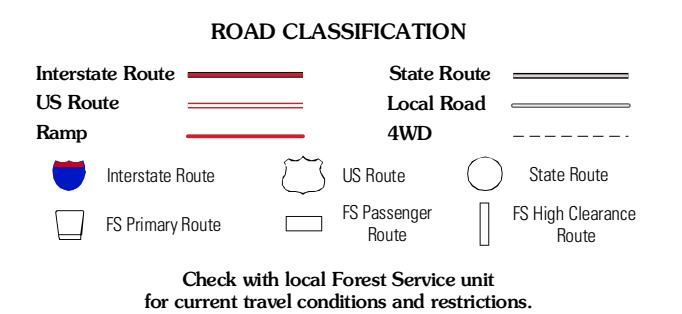 ROAD CLASSIFICATION
Interstate Route
State Route
US Route
Local Road
Ramp
4WD
Interstate Route
US Route
State Route
FS Primary Route
FS Passenger
Route
FS High Clearance
Route
Check with local Forest Service unit
for current travel conditions and restrictions.